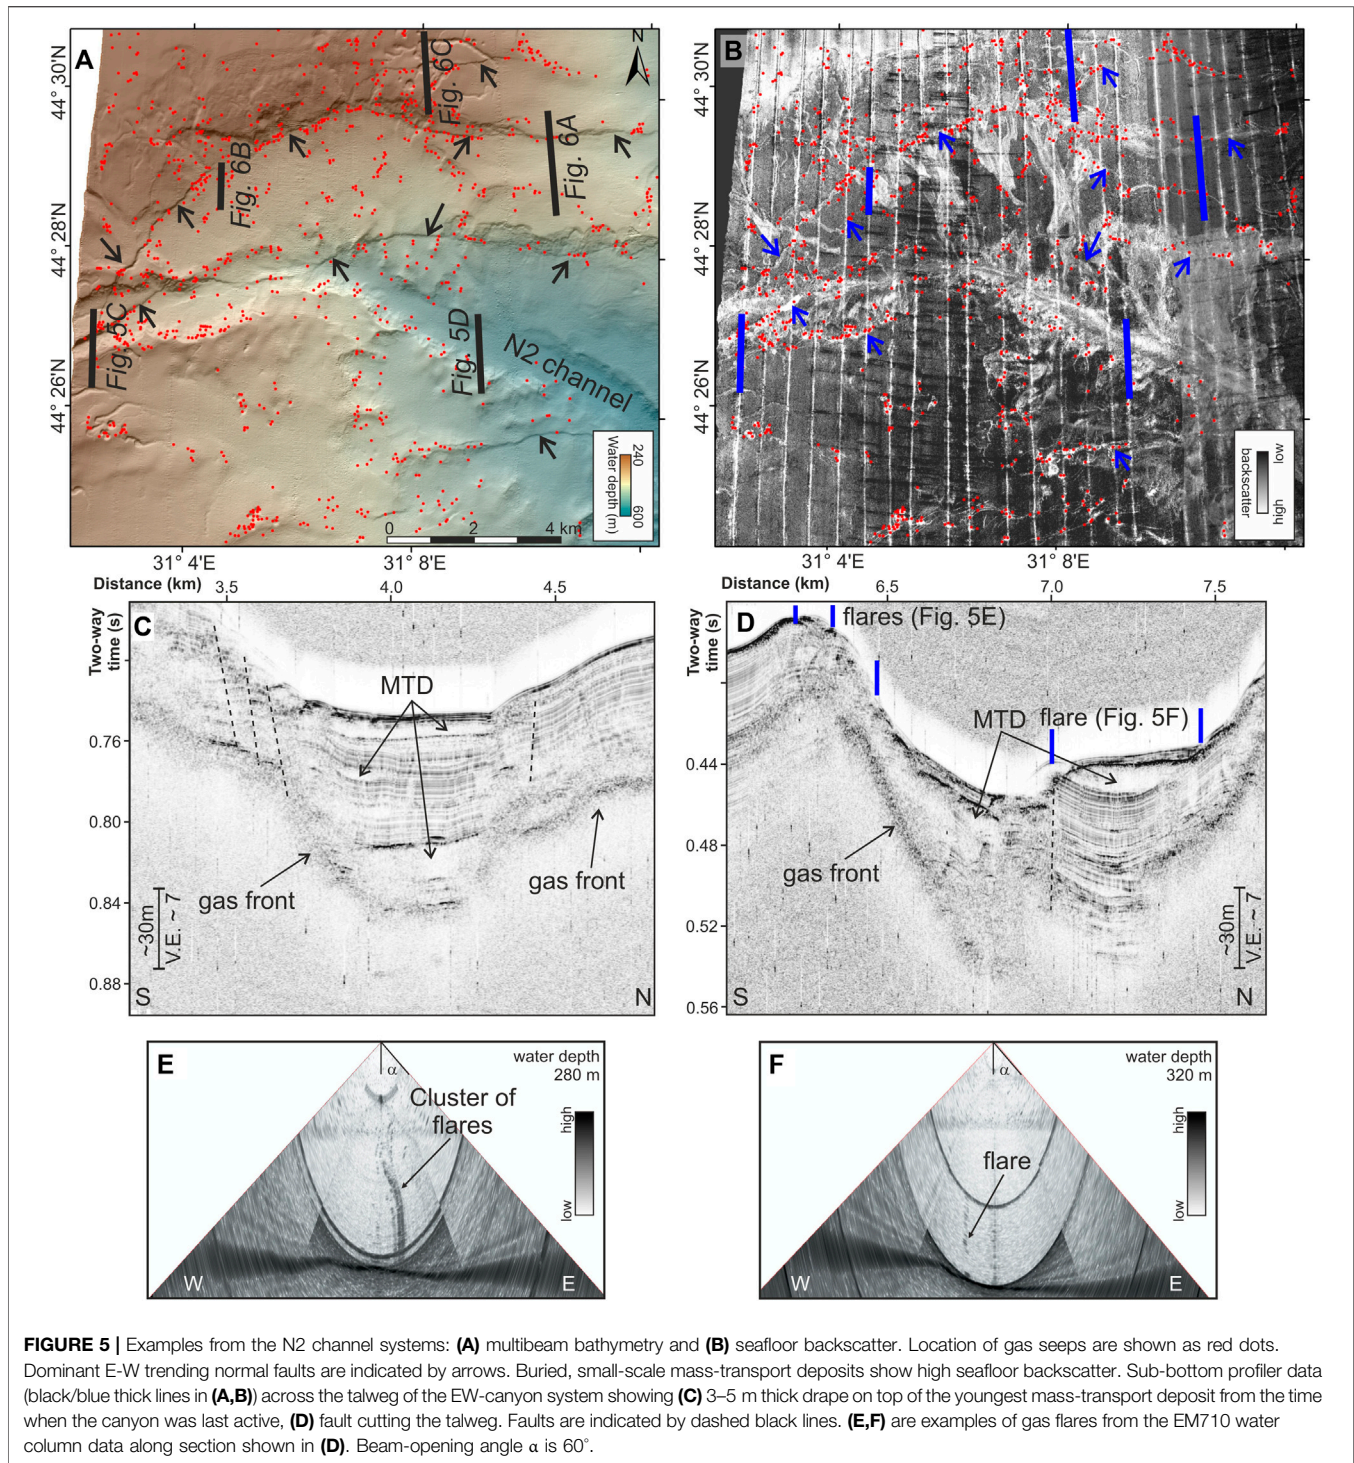 A
N
44° 30'N
44° 28'N
44° 26'N
Fig. 6C
Fig. 6A
Fig. 6B
Fig. 5C
Fig. 5D
N2 channel
Water depth (m)
240
600
0 2 4 km
31° 4'E 31° 8'E
B
44° 30'N
44° 28'N
44° 26'N
backscatter
low
high
31° 4'E 31° 8'E
Distance (km) 3.5 4.0 4.5
Two-way
time (s)
C
MTD
0.76
0.80
0.84
0.88
gas front
gas front
~30m
V.E. ~ 7
S N
Distance (km) 6.5 7.0 7.5
Two-way
time (s)
D
flares (Fig. 5E)
MTD flare (Fig. 5F)
0.44
0.48
0.52
0.56
gas front
~30m
V.E. ~ 7
S N
E
α
water depth
280 m
Cluster of
flares
high
low
W E
F
α
water depth
320 m
flare
high
low
W E
FIGURE 5 | Examples from the N2 channel systems: (A) multibeam bathymetry and (B) seafloor backscatter. Location of gas seeps are shown as red dots.
Dominant E-W trending normal faults are indicated by arrows. Buried, small-scale mass-transport deposits show high seafloor backscatter. Sub-bottom profiler data
(black/blue thick lines in (A,B)) across the talweg of the EW-canyon system showing (C) 3–5 m thick drape on top of the youngest mass-transport deposit from the time
when the canyon was last active, (D) fault cutting the talweg. Faults are indicated by dashed black lines. (E,F) are examples of gas flares from the EM710 water
column data along section shown in (D). Beam-opening angle α is 60°.